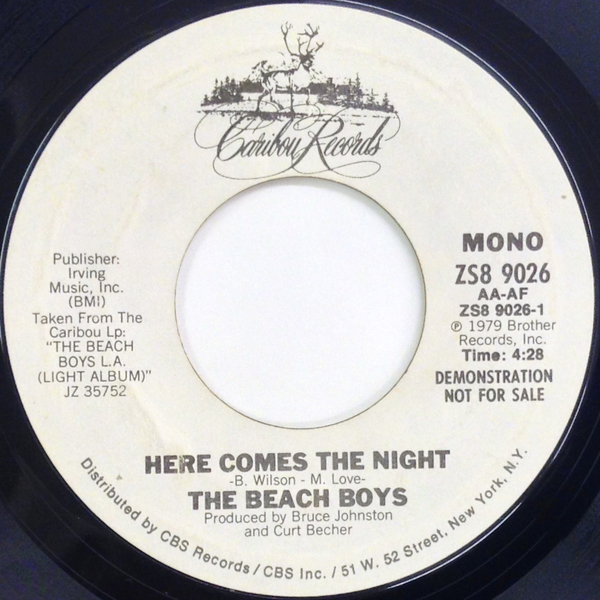 Caribou Records
MONO
ZS8 9026
AA-AF
ZS8 9026-1
℗ 1979 Brother
Records, Inc.
Time: 4:28
DEMONSTRATION
NOT FOR SALE
Publisher:
Irving
Music, Inc.
(BMI)
Taken From The
Caribou Lp:
"THE BEACH
BOYS L.A.
(LIGHT ALBUM)"
JZ 35752
HERE COMES THE NIGHT
-B. Wilson - M. Love-
THE BEACH BOYS
Produced by Bruce Johnston
and Curt Becher
Distributed by CBS Records / CBS Inc. / 51 W. 52 Street, New York, N.Y.